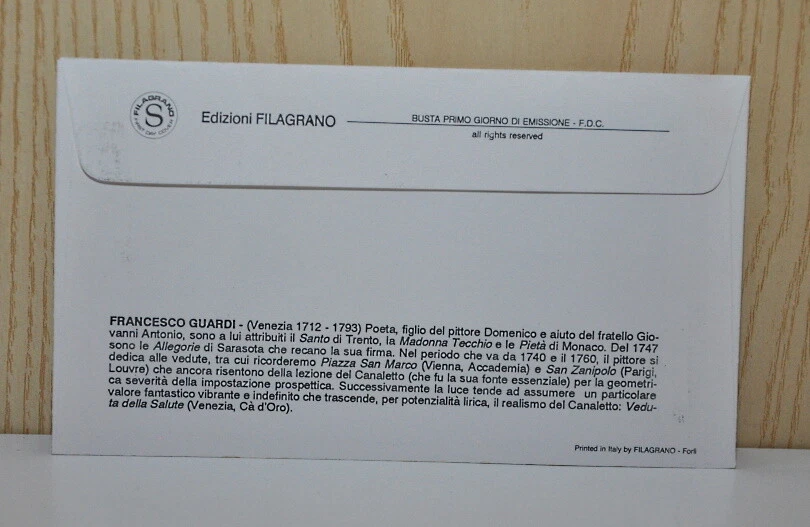 FILAGRANO
S
FIRST DAY COVER
Edizioni FILAGRANO
BUSTA PRIMO GIORNO DI EMISSIONE - F.D.C.
all rights reserved
FRANCESCO GUARDI - (Venezia 1712 - 1793) Poeta, figlio del pittore Domenico e aiuto del fratello Gio-
vanni Antonio, sono a lui attribuiti il Santo di Trento, la Madonna Tecchio e le Pietà di Monaco. Del 1747
sono le Allegorie di Sarasota che recano la sua firma. Nel periodo che va da 1740 e il 1760, il pittore si
dedica alle vedute, tra cui ricorderemo Piazza San Marco (Vienna, Accademia) e San Zanipolo (Parigi,
Louvre) che ancora risentono della lezione del Canaletto (che fu la sua fonte essenziale) per la geometri-
ca severità della impostazione prospettica. Successivamente la luce tende ad assumere un particolare
valore fantastico vibrante e indefinito che trascende, per potenzialità lirica, il realismo del Canaletto: Vedu-
ta della Salute (Venezia, Cà d'Oro).
Printed in Italy by FILAGRANO - Forlì